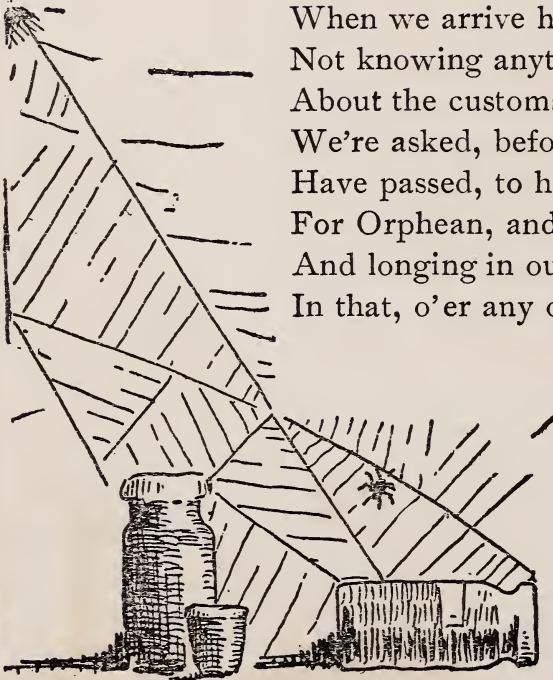 When we arrive h
Not knowing anyt
About the customs
We're asked, befo
Have passed, to h
For Orphean, and
And longing in ou
In that, o'er any